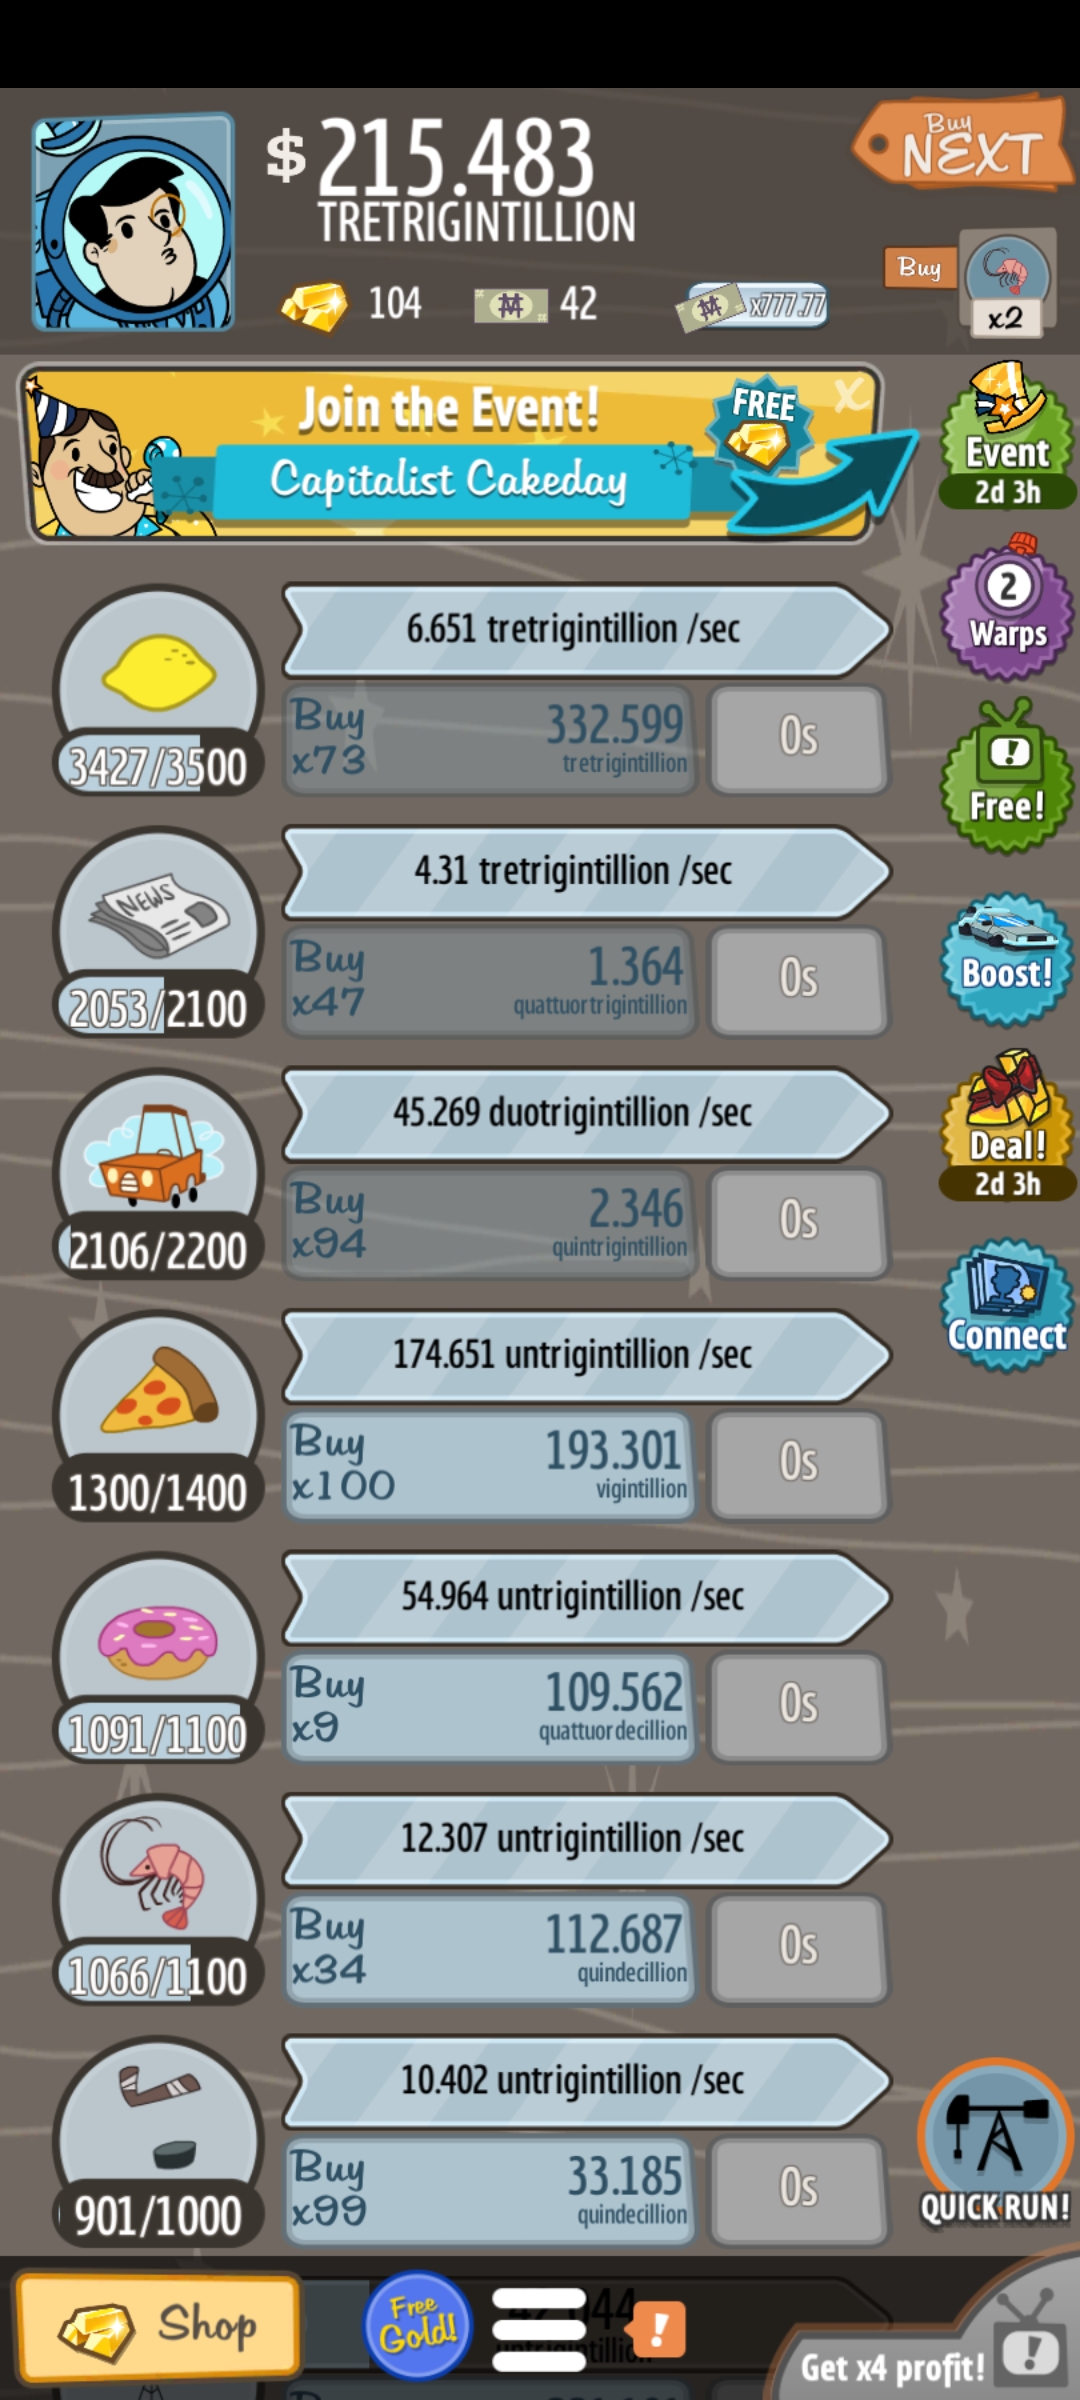 $215.483
TRETRIGINTILLION
Buy
NEXT
104
42
x777.77
Buy
x2
Join the Event!
Capitalist Cakeday
FREE
X
Event
2d 3h
6.651 tretrigintillion /sec
Buy
x73
332.599
tretrigintillion
0s
3427/3500
2
Warps
Free!
NEWS
4.31 tretrigintillion /sec
Buy
x47
1.364
quattuortrigintillion
0s
2053/2100
Boost!
45.269 duotrigintillion /sec
Buy
x94
2.346
quintrigintillion
0s
2106/2200
Deal!
2d 3h
Connect
174.651 untrigintillion /sec
Buy
x100
193.301
vigintillion
0s
1300/1400
54.964 untrigintillion /sec
Buy
x9
109.562
quattuordecillion
0s
1091/1100
12.307 untrigintillion /sec
Buy
x34
112.687
quindecillion
0s
1066/1100
10.402 untrigintillion /sec
Buy
x99
33.185
quindecillion
0s
901/1000
QUICK RUN!
Shop
Free
Gold!
!
Get x4 profit!